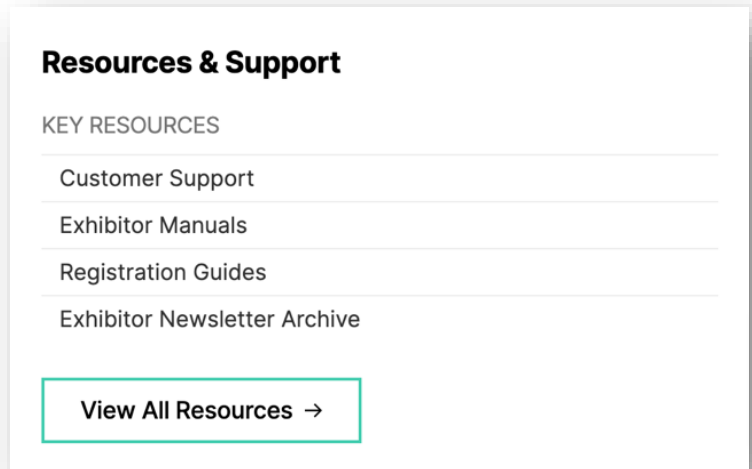 Resources & Support
KEY RESOURCES
Customer Support
Exhibitor Manuals
Registration Guides
Exhibitor Newsletter Archive
View All Resources →